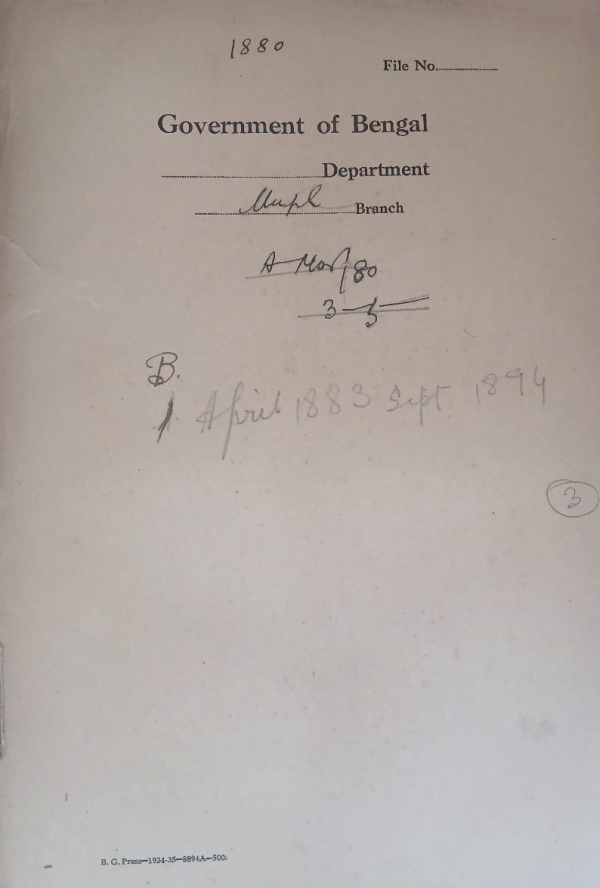 1880
File No.
Government of Bengal
Department
Branch
A Mar/80
3-5
B.
1. April 1883 Sept. 1894
3
B. G. Press—1934-35—8894A—500.